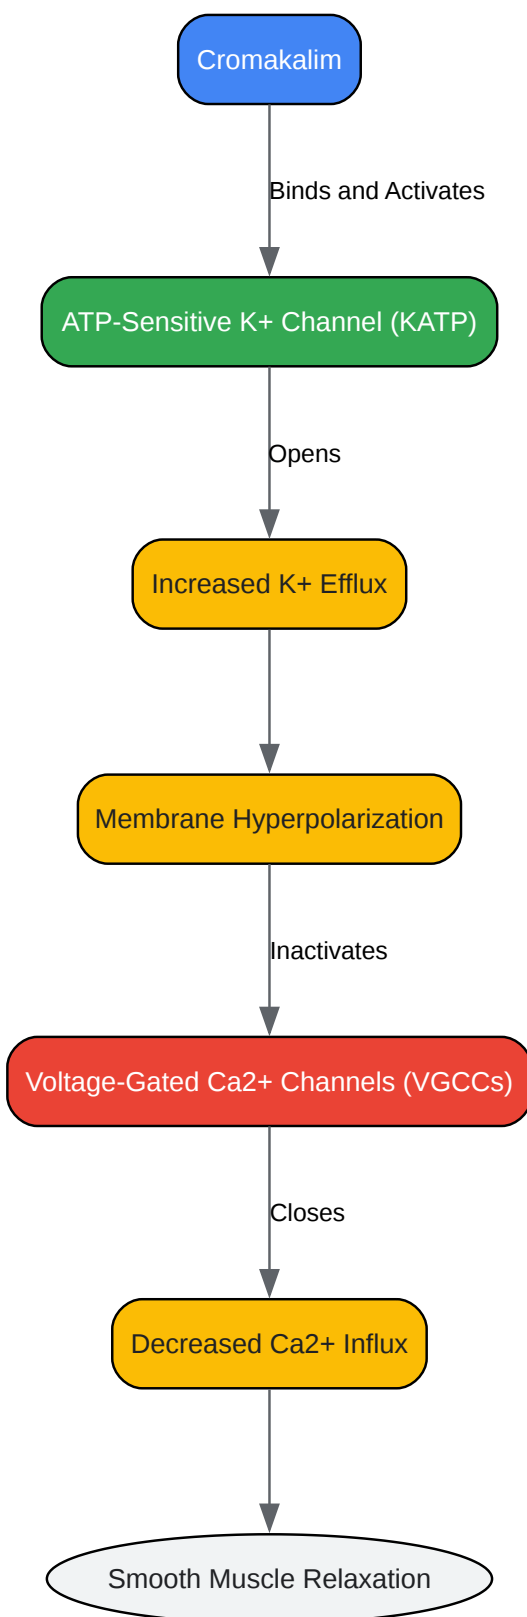 Cromakalim
Binds and Activates
ATP-Sensitive K+ Channel (KATP)
Opens
Increased K+ Efflux
Membrane Hyperpolarization
Inactivates
Voltage-Gated Ca2+ Channels (VGCCs)
Closes
Decreased Ca2+ Influx
Smooth Muscle Relaxation